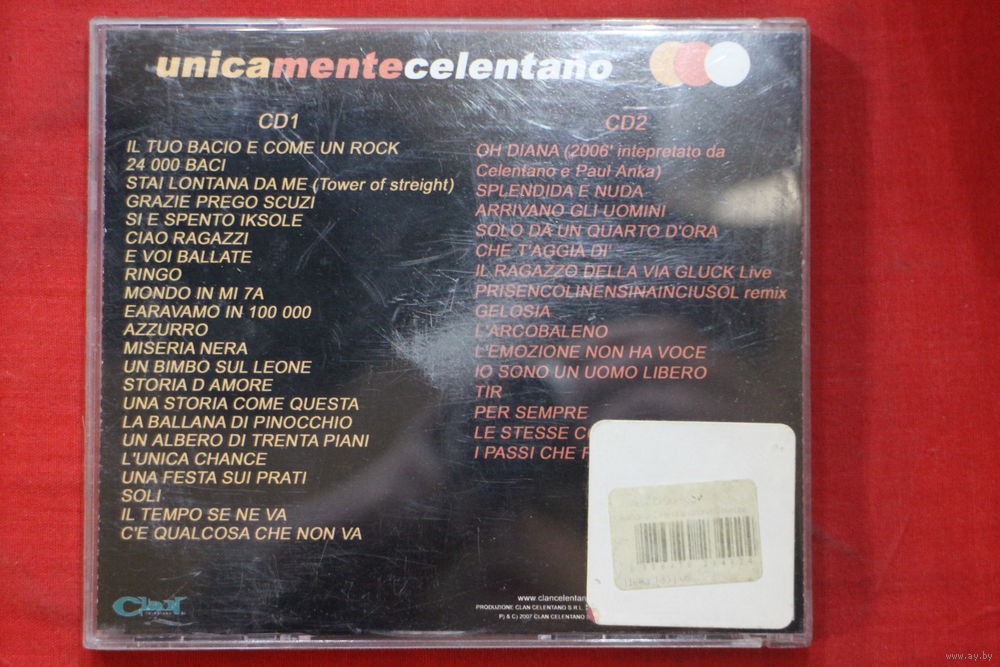 unicamentecelentano
CD1
IL TUO BACIO E COME UN ROCK
24 000 BACI
STAI LONTANA DA ME (Tower of streight)
GRAZIE PREGO SCUZI
SI E SPENTO IKSOLE
CIAO RAGAZZI
E VOI BALLATE
RINGO
MONDO IN MI 7A
EARAVAMO IN 100 000
AZZURRO
MISERIA NERA
UN BIMBO SUL LEONE
STORIA D AMORE
UNA STORIA COME QUESTA
LA BALLANA DI PINOCCHIO
UN ALBERO DI TRENTA PIANI
L'UNICA CHANCE
UNA FESTA SUI PRATI
SOLI
IL TEMPO SE NE VA
C'E QUALCOSA CHE NON VA
CD2
OH DIANA (2006' intepretato da
Celentano e Paul Anka)
SPLENDIDA E NUDA
ARRIVANO GLI UOMINI
SOLO DA UN QUARTO D'ORA
CHE T'AGGIA DI'
IL RAGAZZO DELLA VIA GLUCK Live
PRISENCOLINENSINAINCIUSOL remix
GELOSIA
L'ARCOBALENO
L'EMOZIONE NON HA VOCE
IO SONO UN UOMO LIBERO
TIR
PER SEMPRE
LE STESSE
I PASSI CHE
Clan
www.clancelentan
PRODUZIONE CLAN CELENTANO S.R.L.
P) & C) 2007 CLAN CELENTANO
www.ay.by